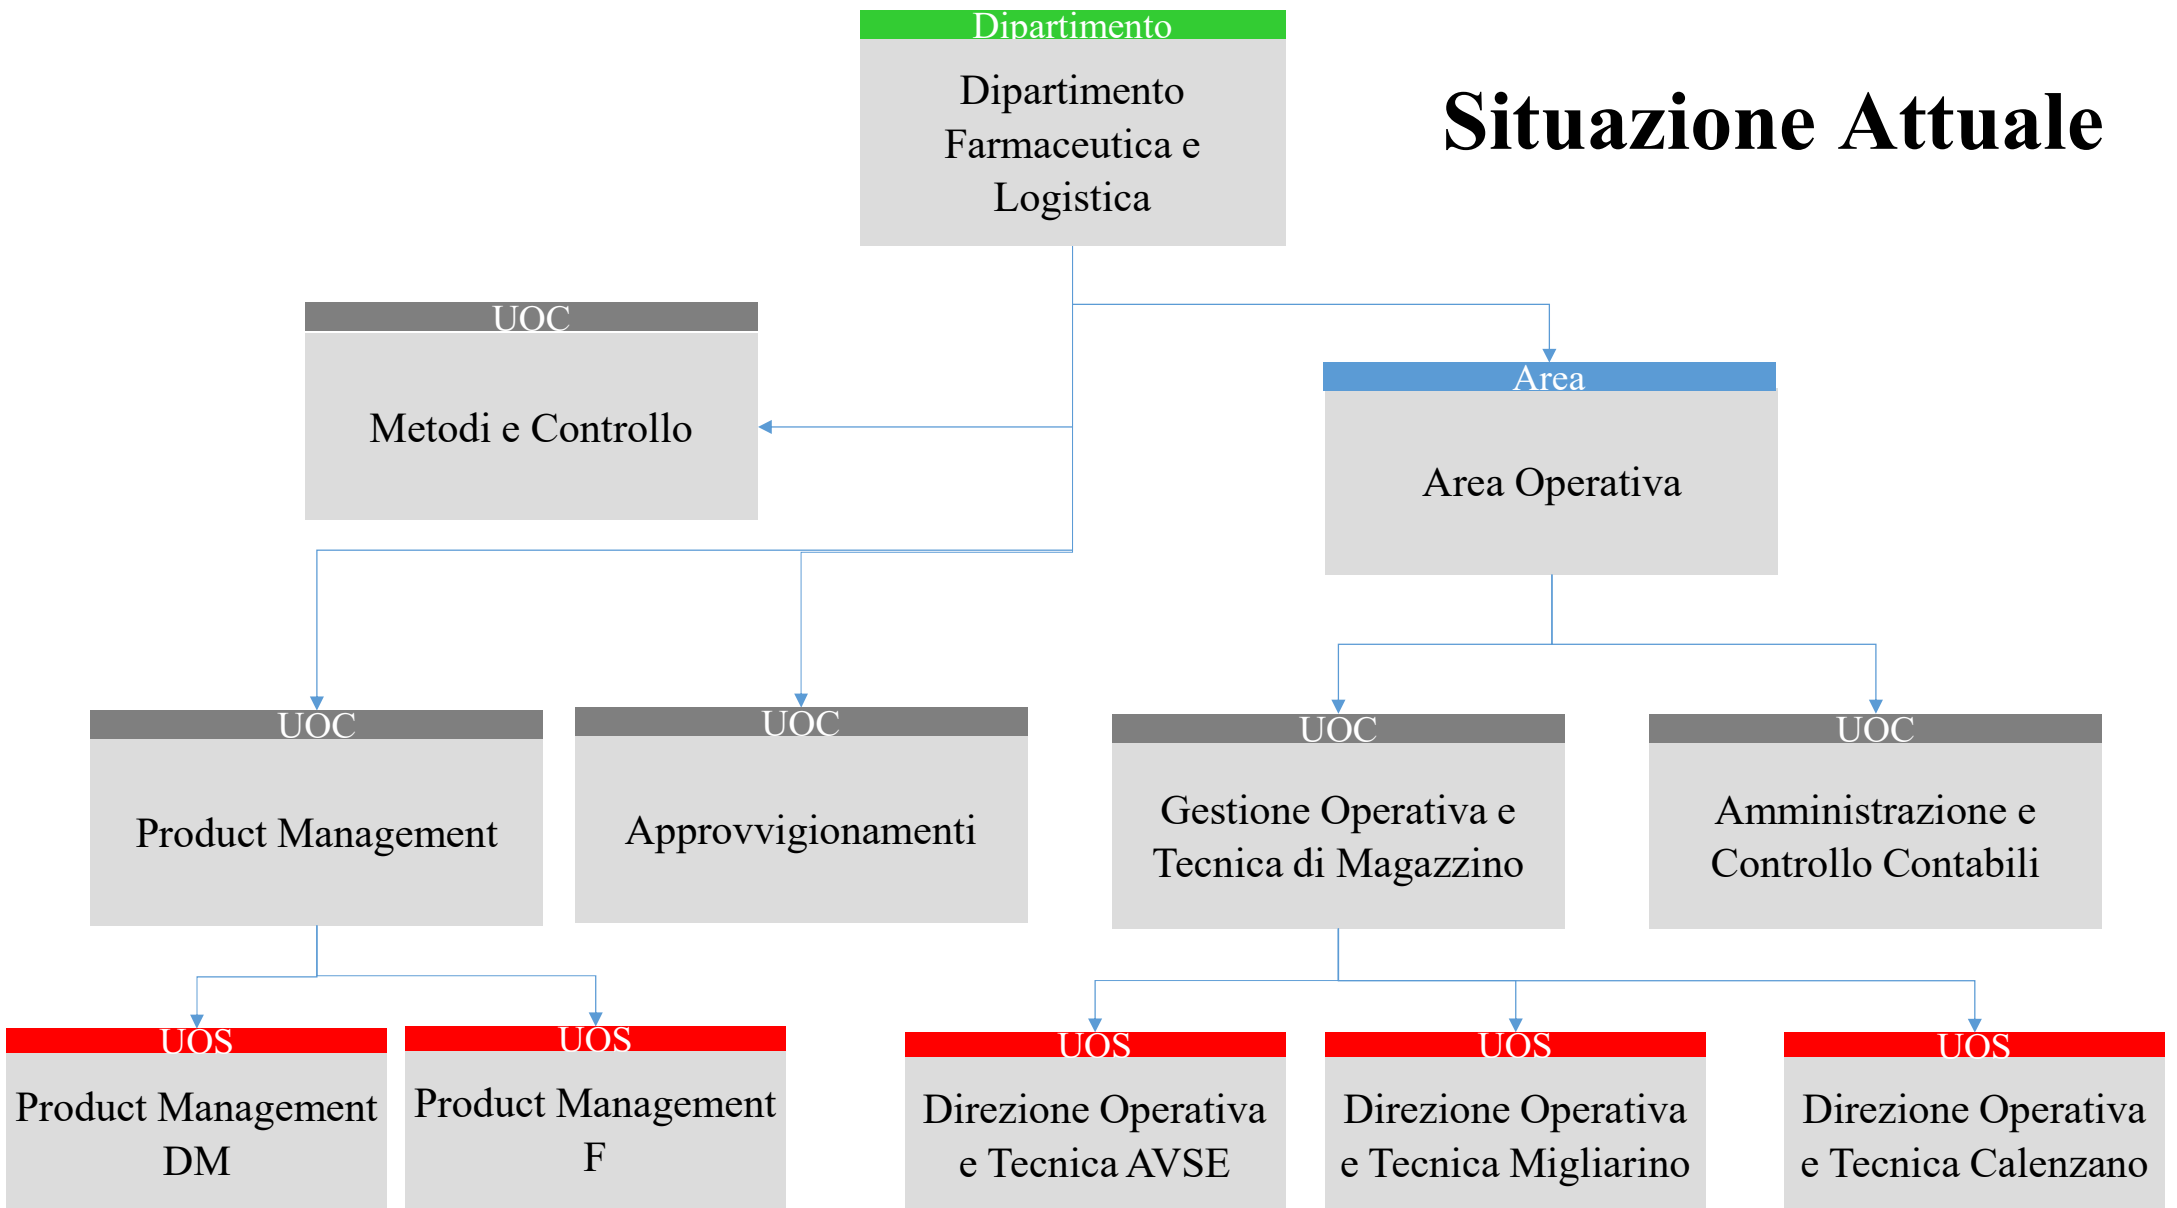 Dipartimento
Dipartimento
Farmaceutica e
Logistica
Situazione Attuale
UOC
Metodi e Controllo
Area
Area Operativa
UOC
Product Management
UOC
Approvvigionamenti
UOC
Gestione Operativa e
Tecnica di Magazzino
UOC
Amministrazione e
Controllo Contabili
UOS
Product Management
DM
UOS
Product Management
F
UOS
Direzione Operativa
e Tecnica AVSE
UOS
Direzione Operativa
e Tecnica Migliarino
UOS
Direzione Operativa
e Tecnica Calenzano